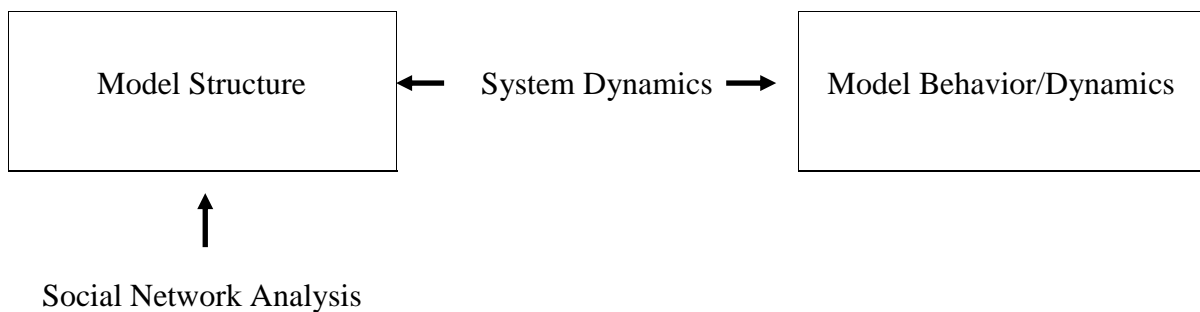 Model Structure
System Dynamics
Model Behavior/Dynamics
Social Network Analysis